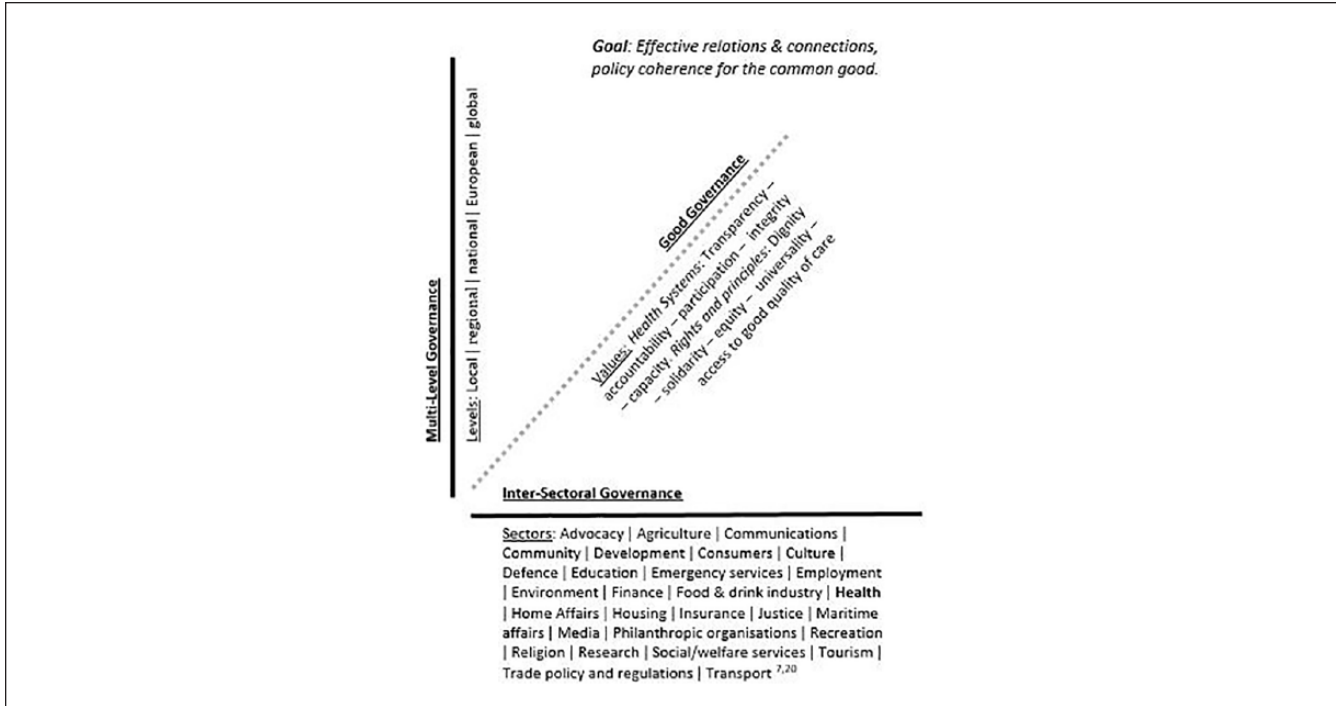 Goal: Effective relations & connections,
policy coherence for the common good.
Multi-Level Governance
Levels: Local | regional | national | European | global
Good Governance
Values: Health Systems: Transparency –
accountability – participation – integrity
– capacity. Rights and principles: Dignity
– solidarity – equity – universality –
access to good quality of care
Inter-Sectoral Governance
Sectors: Advocacy | Agriculture | Communications |
Community | Development | Consumers | Culture |
Defence | Education | Emergency services | Employment
| Environment | Finance | Food & drink industry | Health
| Home Affairs | Housing | Insurance | Justice | Maritime
affairs | Media | Philanthropic organisations | Recreation
| Religion | Research | Social/welfare services | Tourism |
Trade policy and regulations | Transport 7,20